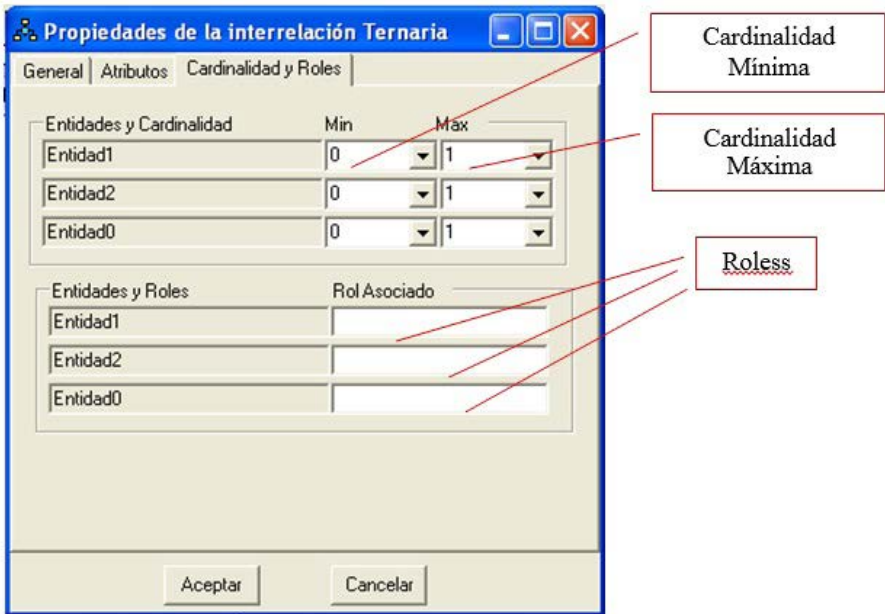 Propiedades de la interrelación Ternaria
General Atributos Cardinalidad y Roles
Entidades y Cardinalidad Min Max
Entidad1 0 1
Entidad2 0 1
Entidad0 0 1
Entidades y Roles Rol Asociado
Entidad1
Entidad2
Entidad0
Aceptar Cancelar
Cardinalidad
Mínima
Cardinalidad
Máxima
Roless